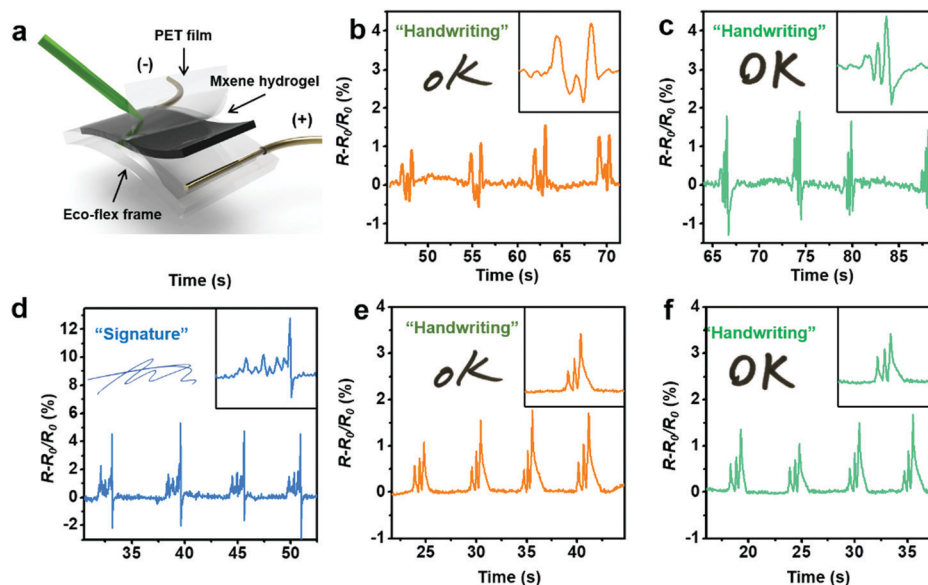 a
PET film
(-)
Mxene hydrogel
(+)
Eco-flex frame
b
"Handwriting"
OK
R-R0/R0 (%)
5
4
3
2
1
0
-1
50 55 60 65 70
Time (s)
c
"Handwriting"
OK
R-R0/R0 (%)
5
4
3
2
1
0
-1
65 70 75 80 85
Time (s)
Time (s)
d
"Signature"
R-R0/R0 (%)
12
10
8
6
4
2
0
-2
35 40 45 50
Time (s)
e
"Handwriting"
OK
R-R0/R0 (%)
4
3
2
1
0
-1
25 30 35 40
Time (s)
f
"Handwriting"
OK
R-R0/R0 (%)
4
3
2
1
0
-1
20 25 30 35
Time (s)